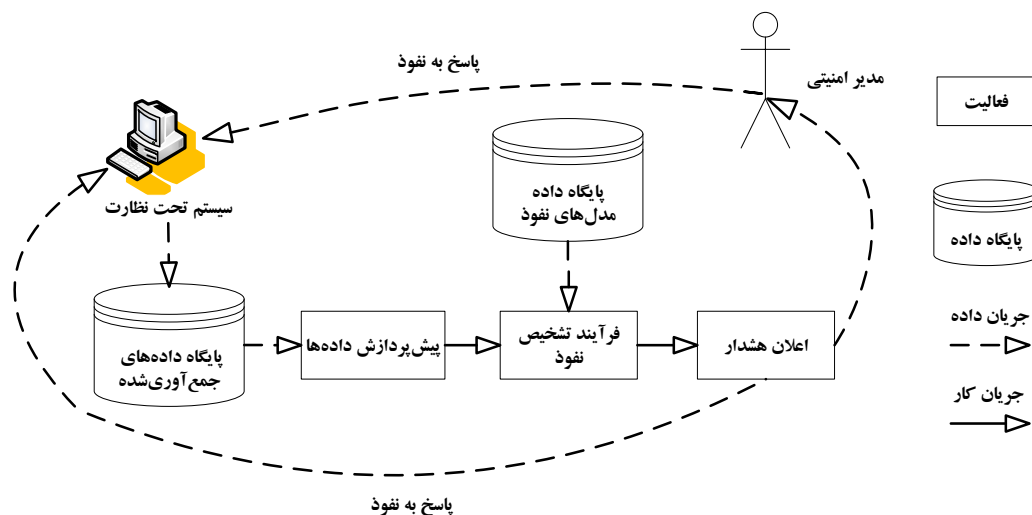 پاسخ به نفوذ
مدیر امنیتی
فعالیت
سیستم تحت نظارت
پایگاه داده
مدل‌های نفوذ
پایگاه داده
پایگاه داده‌های
جمع‌آوری‌شده
پیش‌پردازش داده‌ها
فرآیند تشخیص
نفوذ
اعلان هشدار
جریان داده
جریان کار
پاسخ به نفوذ